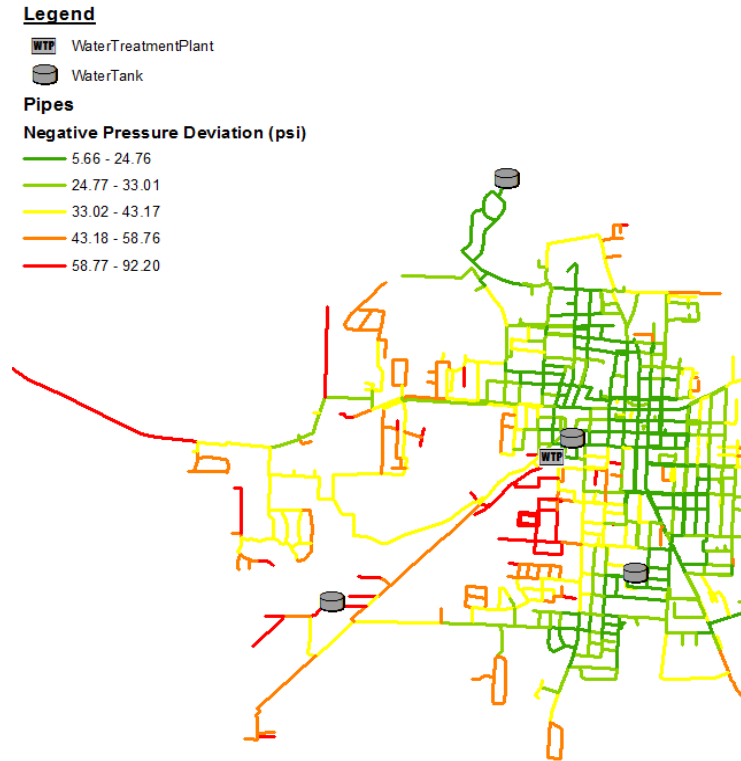 Legend
WTP WaterTreatmentPlant
WaterTank
Pipes
Negative Pressure Deviation (psi)
5.66 - 24.76
24.77 - 33.01
33.02 - 43.17
43.18 - 58.76
58.77 - 92.20
WTP